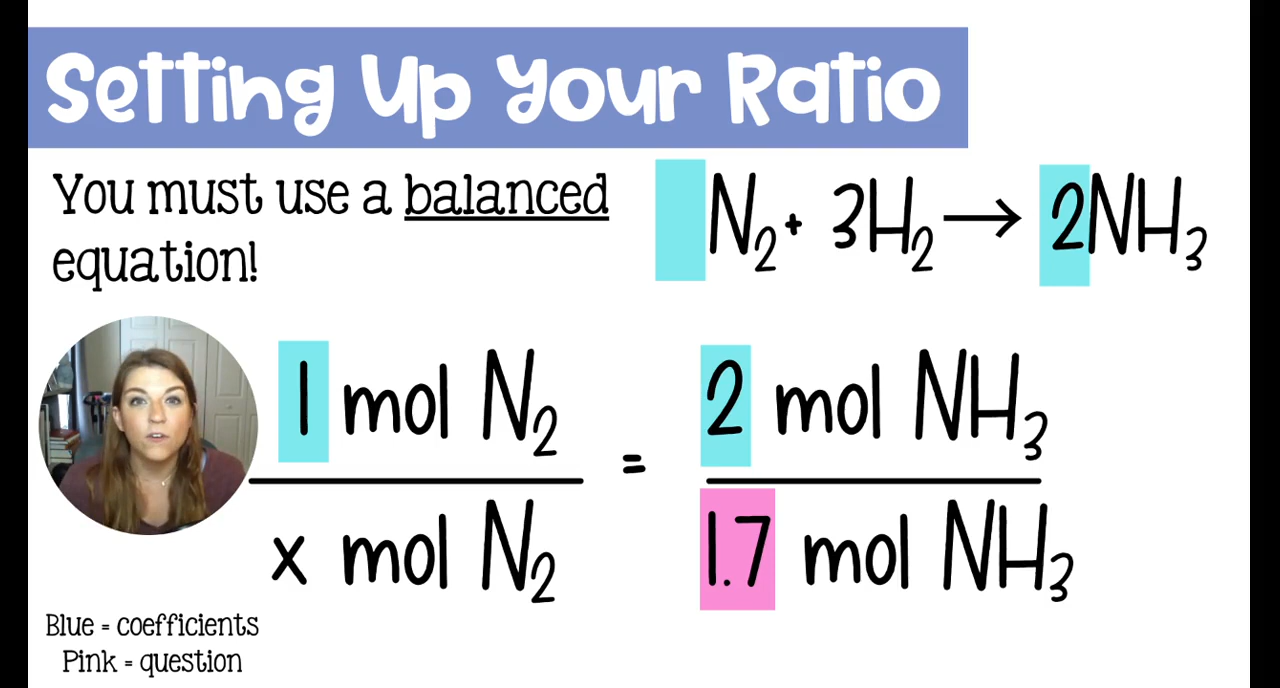 Setting Up Your Ratio
You must use a balanced
equation!
N₂ + 3H₂ → 2NH₃
1 mol N₂ = 2 mol NH₃
x mol N₂ 1.7 mol NH₃
Blue = coefficients
Pink = question